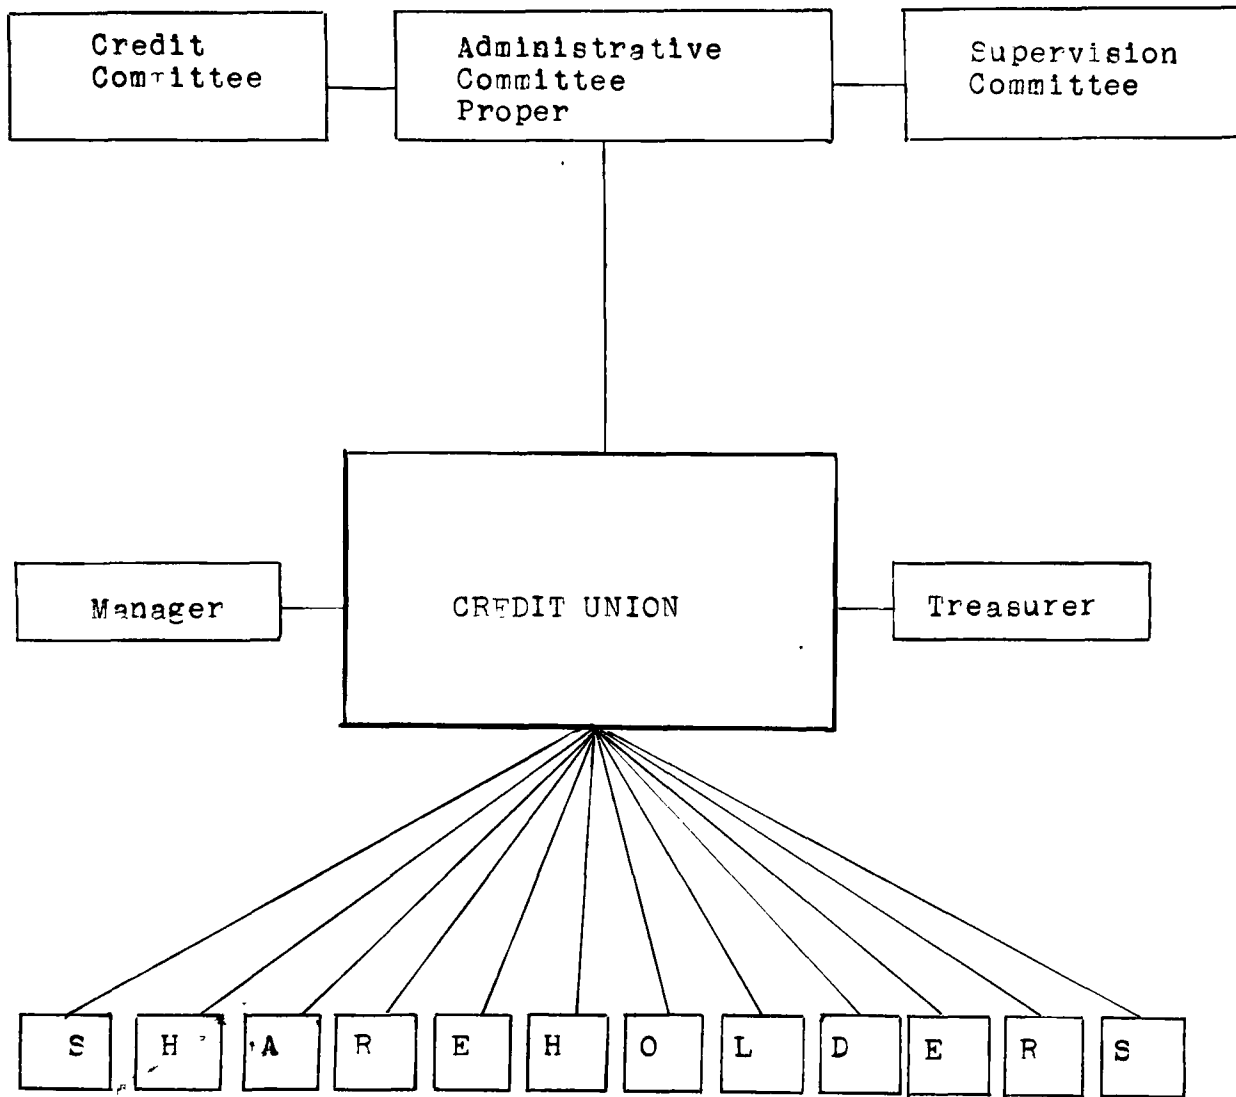 Credit
Committee
Administrative
Committee
Proper
Supervision
Committee
Manager
CREDIT UNION
Treasurer
S H A R E H O L D E R S